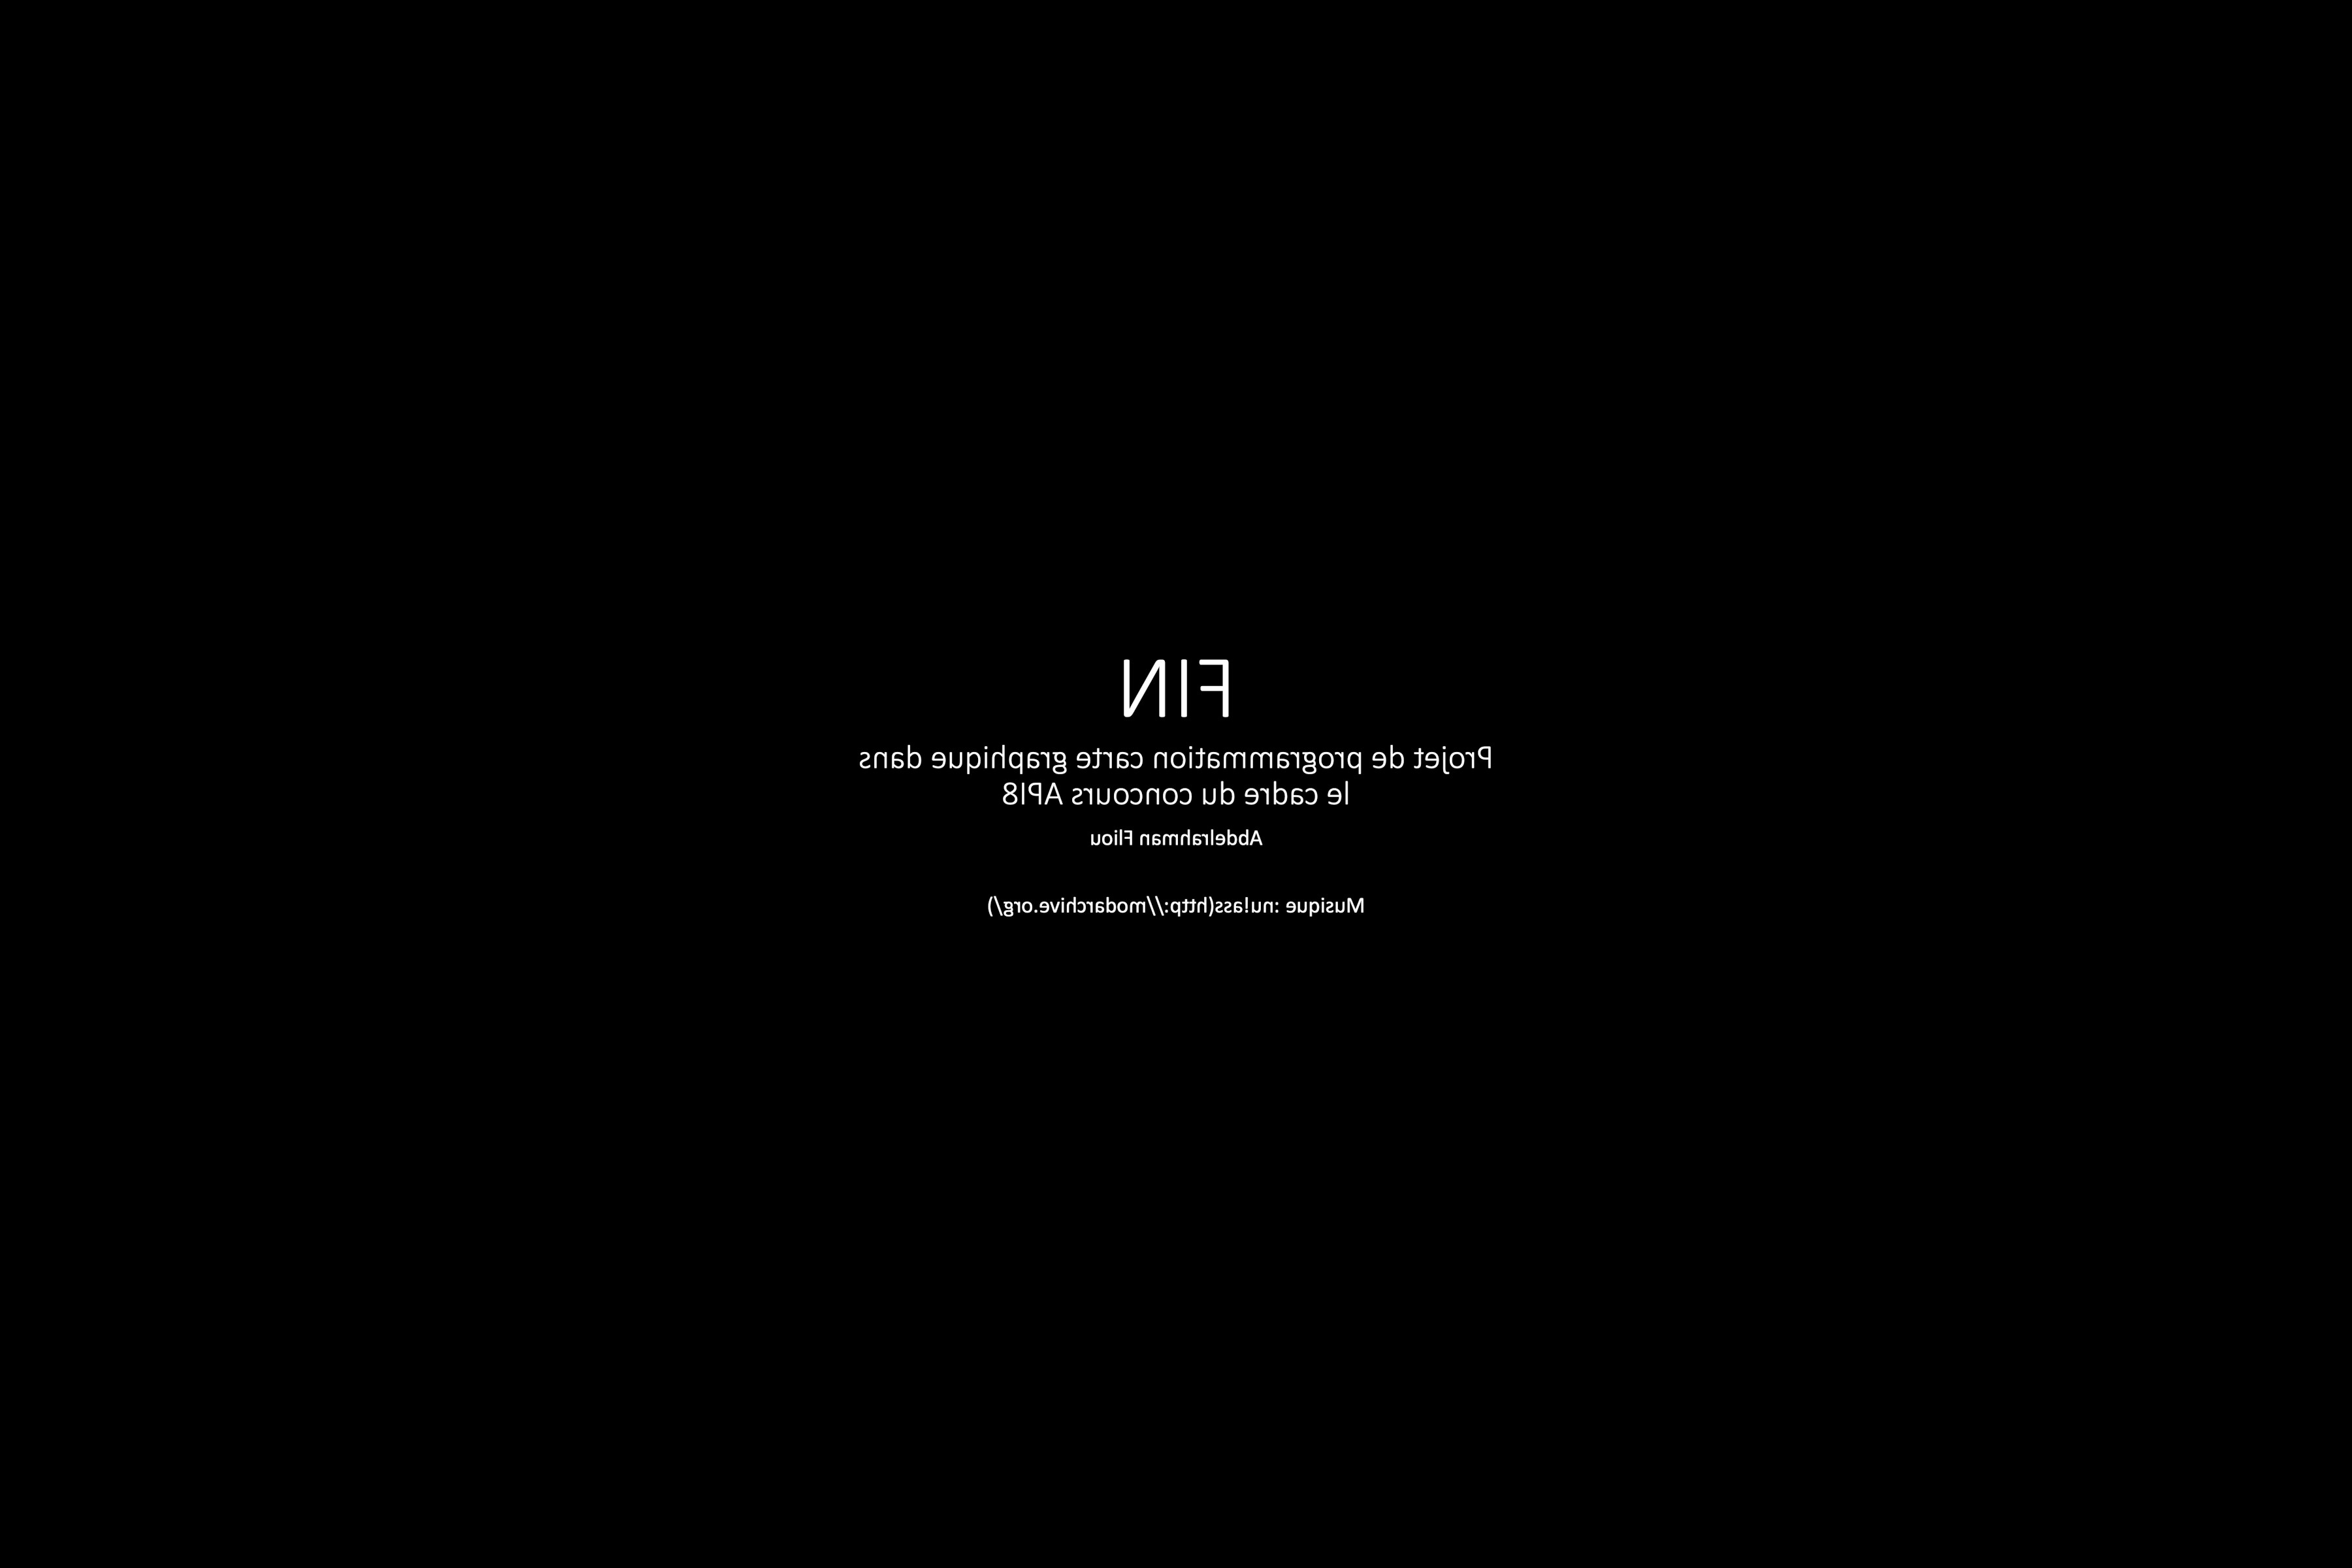 FIN
Projet de programmation carte graphique dans
le cadre du concours API8
Abdelrahman Fliou
Musique :nu!ass(http://modarchive.org/)